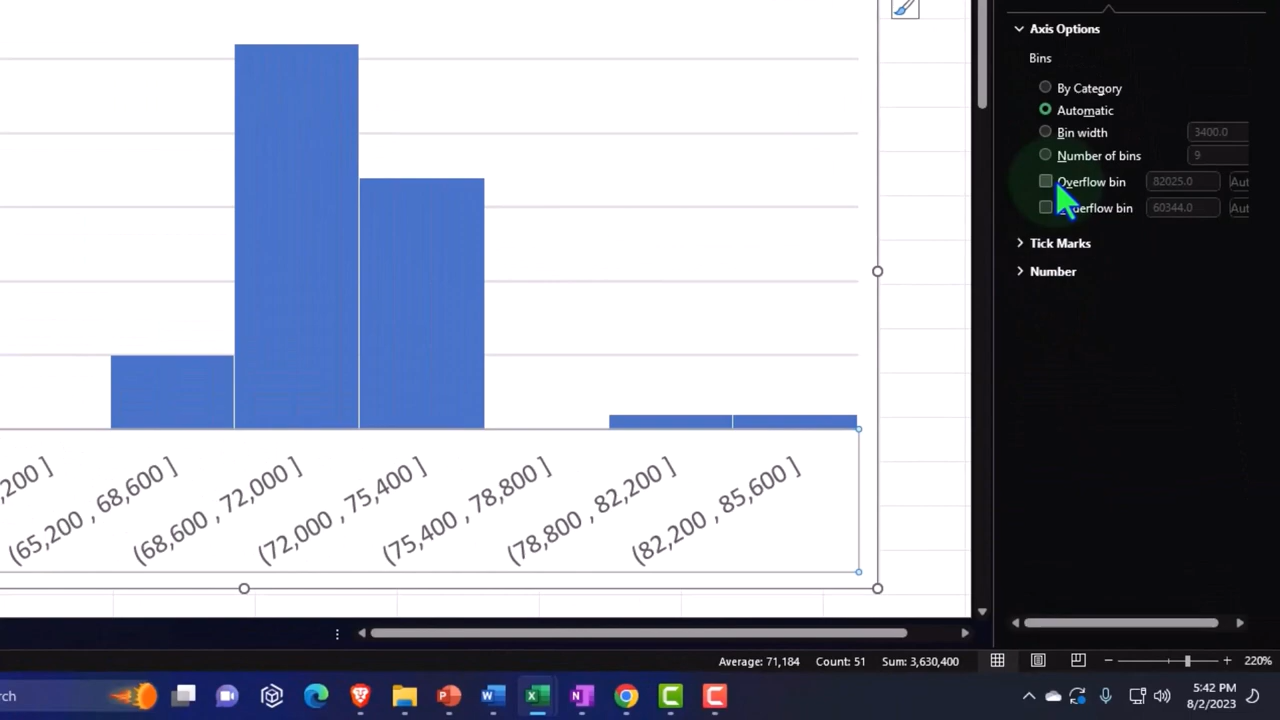 Axis Options
Bins
By Category
Automatic
Bin width 3400.0
Number of bins 9
Overflow bin 82025.0 Aut
bin 60344.0 Aut
Tick Marks
Number
,200 ]
(65,200 , 68,600 ]
(68,600 , 72,000 ]
(72,000 , 75,400 ]
(75,400 , 78,800 ]
(78,800 , 82,200 ]
(82,200 , 85,600 ]
Average: 71,184 Count: 51 Sum: 3,630,400 220%
rch
5:42 PM
8/2/2023